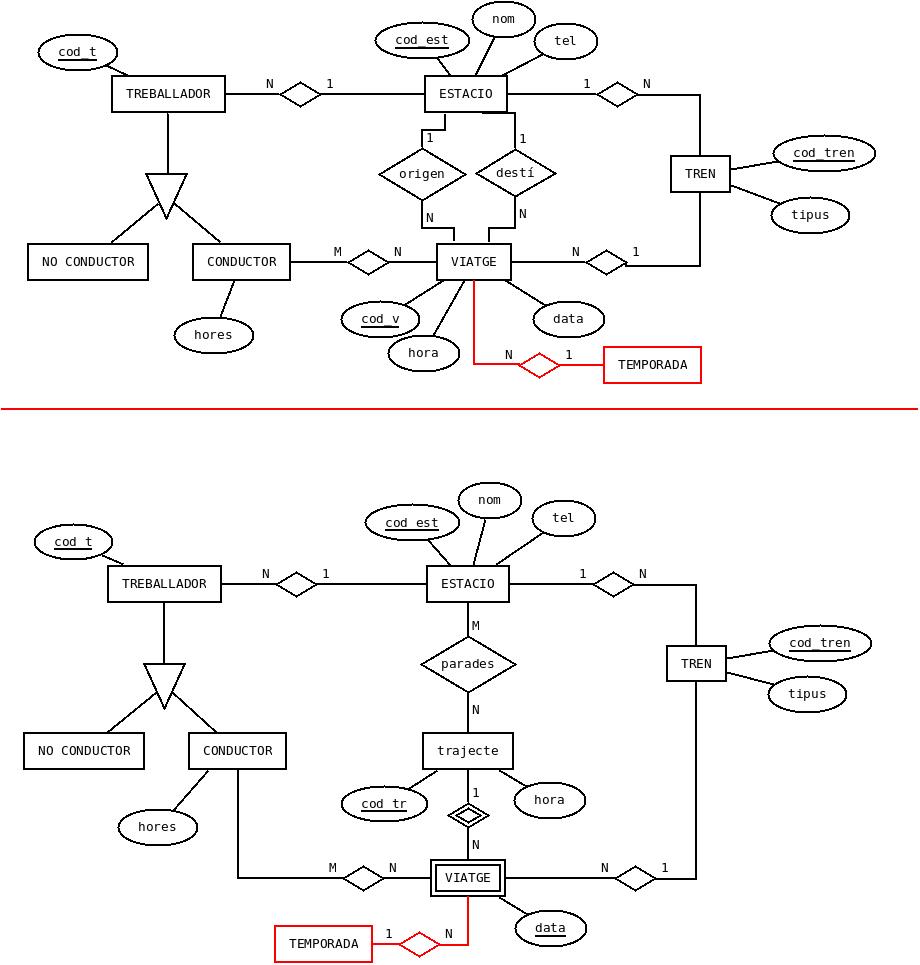 nom
cod_est
tel
cod_t
TREBALLADOR
N
1
ESTACIO
1
N
1
1
origen
destí
N
N
TREN
cod_tren
tipus
NO CONDUCTOR
CONDUCTOR
M
N
VIATGE
N
1
hores
cod_v
hora
data
N
1
TEMPORADA
nom
cod_est
tel
cod_t
TREBALLADOR
N
1
ESTACIO
1
N
M
parades
N
TREN
cod_tren
tipus
NO CONDUCTOR
CONDUCTOR
trajecte
hores
cod_tr
1
hora
N
M
N
VIATGE
N
1
data
TEMPORADA
1
N